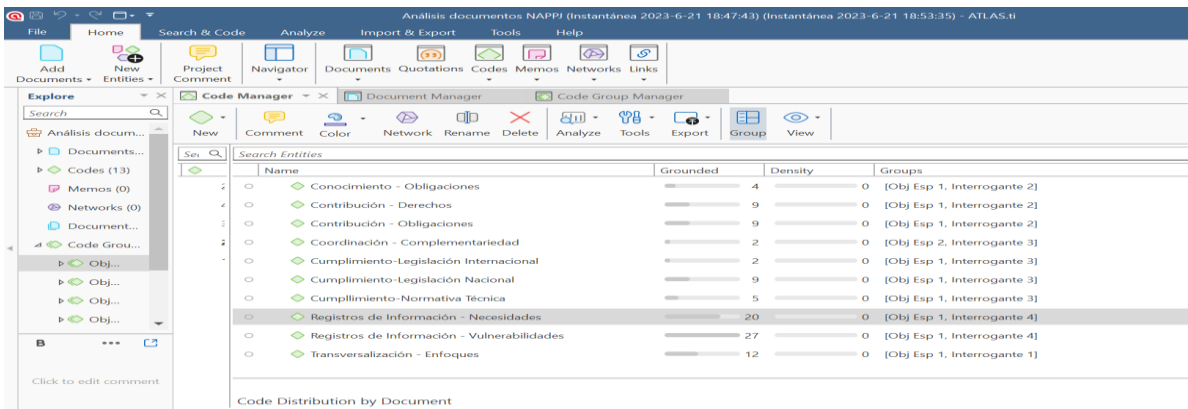 Análisis documentos NAPPJ (Instantánea 2023-6-21 18:47:43) (Instantánea 2023-6-21 18:53:35) - ATLAS.ti
File Home Search & Code Analyze Import & Export Tools Help
Add Documents New Entities Project Comment Navigator Documents Quotations Codes Memos Networks Links
Explore Code Manager Document Manager Code Group Manager
Search
New Comment Color Network Rename Delete Analyze Tools Export Group View
Análisis docum...
Documents...
Search Entities
Codes (13)
Name Grounded Density Groups
Memos (0)
Conocimiento - Obligaciones 4 0 [Obj Esp 1, Interrogante 2]
Networks (0)
Contribución - Derechos 9 0 [Obj Esp 1, Interrogante 2]
Document...
Contribución - Obligaciones 9 0 [Obj Esp 1, Interrogante 2]
Code Grou...
Coordinación - Complementariedad 2 0 [Obj Esp 2, Interrogante 3]
Obj...
Cumplimiento-Legislación Internacional 2 0 [Obj Esp 1, Interrogante 3]
Obj...
Cumplimiento-Legislación Nacional 9 0 [Obj Esp 1, Interrogante 3]
Obj...
Cumpllimiento-Normativa Técnica 5 0 [Obj Esp 1, Interrogante 3]
Obj...
Registros de Información - Necesidades 20 0 [Obj Esp 1, Interrogante 4]
B
Registros de Información - Vulnerabilidades 27 0 [Obj Esp 1, Interrogante 4]
Transversalización - Enfoques 12 0 [Obj Esp 1, Interrogante 1]
Click to edit comment
Code Distribution by Document